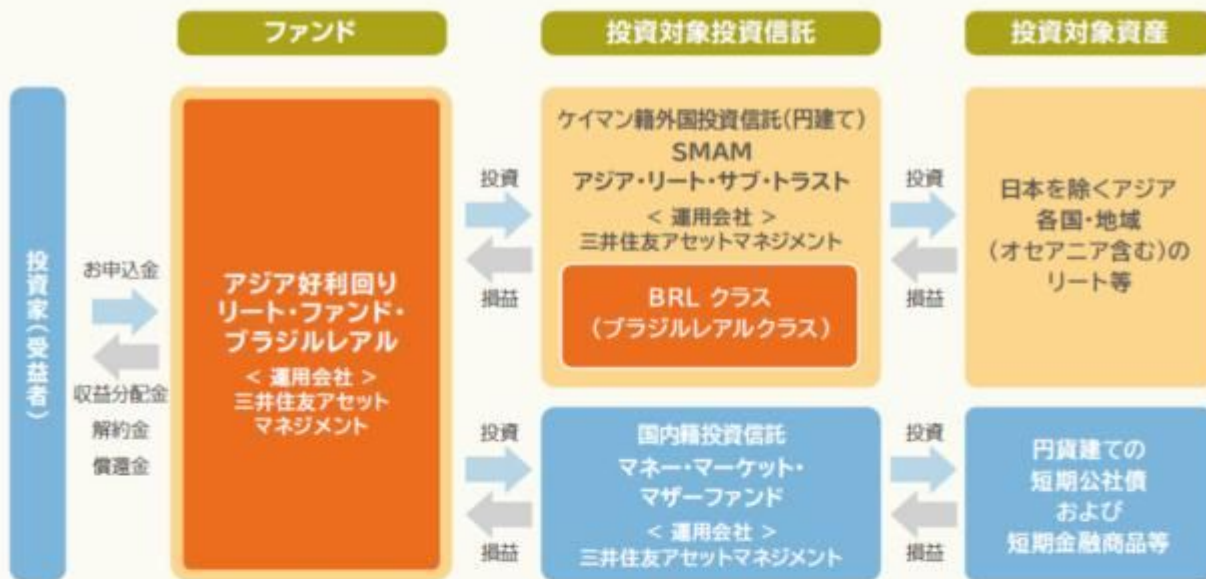 ファンド
投資対象投資信託
投資対象資産
投資家(受益者)
お申込金
収益分配金
解約金
償還金
アジア好利回り
リート・ファンド・
ブラジルレアル
< 運用会社 >
三井住友アセット
マネジメント
投資
損益
ケイマン籍外国投資信託(円建て)
SMAM
アジア・リート・サブ・トラスト
< 運用会社 >
三井住友アセットマネジメント
BRL クラス
(ブラジルレアルクラス)
投資
損益
日本を除くアジア
各国・地域
(オセアニア含む)の
リート等
投資
損益
国内籍投資信託
マネー・マーケット・
マザーファンド
< 運用会社 >
三井住友アセットマネジメント
投資
損益
円貨建ての
短期公社債
および
短期金融商品等